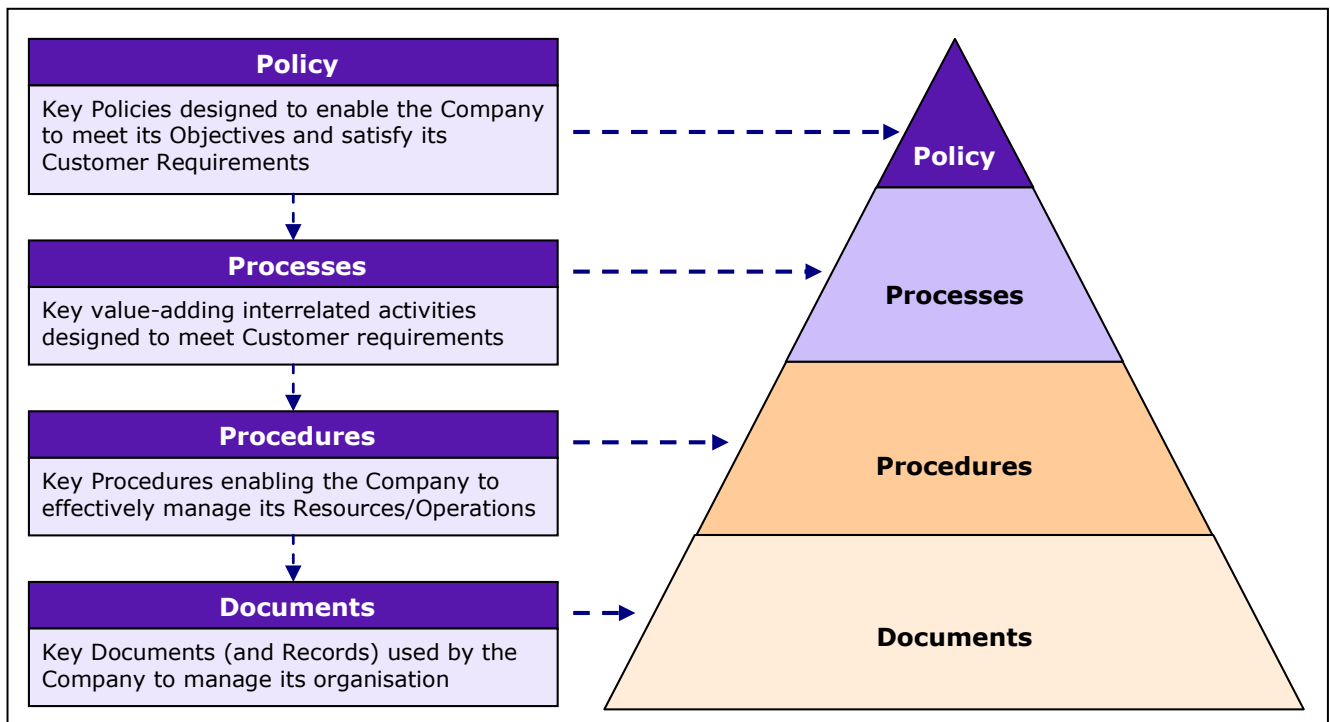 Policy
Key Policies designed to enable the Company
to meet its Objectives and satisfy its
Customer Requirements
Processes
Key value-adding interrelated activities
designed to meet Customer requirements
Procedures
Key Procedures enabling the Company to
effectively manage its Resources/Operations
Documents
Key Documents (and Records) used by the
Company to manage its organisation
Policy
Processes
Procedures
Documents